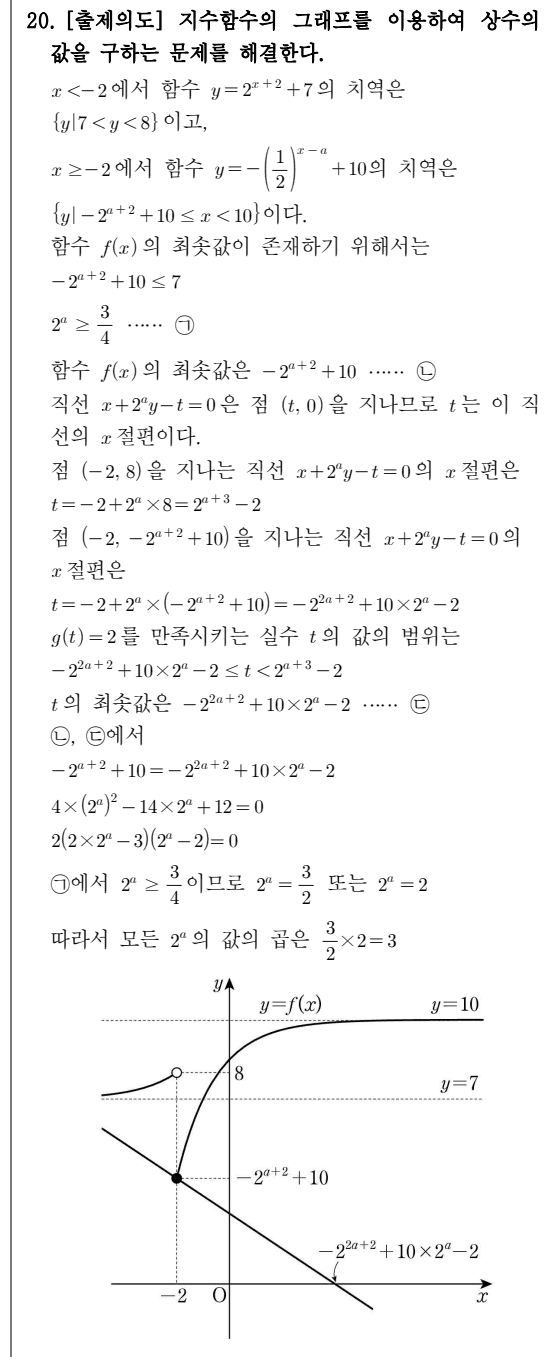 20. [출제의도] 지수함수의 그래프를 이용하여 상수의
값을 구하는 문제를 해결한다.
x<-2에서 함수 y=2^{x+2}+7의 치역은
{y|7<y<8}이고,
x≥-2에서 함수 y=-(1/2)^{x-a}+10의 치역은
{y|-2^{a+2}+10≤x<10}이다.
함수 f(x)의 최솟값이 존재하기 위해서는
-2^{a+2}+10≤7
2^a≥3/4 …… ㉠
함수 f(x)의 최솟값은 -2^{a+2}+10 …… ㉡
직선 x+2^a y-t=0은 점 (t, 0)을 지나므로 t는 이 직
선의 x절편이다.
점 (-2, 8)을 지나는 직선 x+2^a y-t=0의 x절편은
t=-2+2^a×8=2^{a+3}-2
점 (-2, -2^{a+2}+10)을 지나는 직선 x+2^a y-t=0의
x절편은
t=-2+2^a×(-2^{a+2}+10)=-2^{2a+2}+10×2^a-2
g(t)=2를 만족시키는 실수 t의 값의 범위는
-2^{2a+2}+10×2^a-2≤t<2^{a+3}-2
t의 최솟값은 -2^{2a+2}+10×2^a-2 …… ㉢
㉡, ㉢에서
-2^{a+2}+10=-2^{2a+2}+10×2^a-2
4×(2^a)^2-14×2^a+12=0
2(2×2^a-3)(2^a-2)=0
㉠에서 2^a≥3/4이므로 2^a=3/2 또는 2^a=2
따라서 모든 2^a의 값의 곱은 3/2×2=3
y
y=f(x) y=10
8
y=7
-2^{a+2}+10
-2^{2a+2}+10×2^a-2
-2 O x